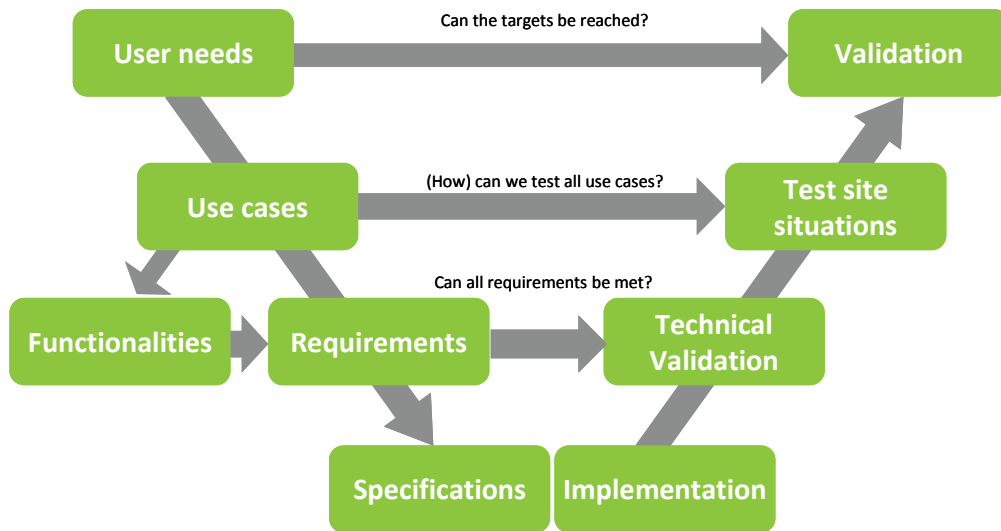 Can the targets be reached?
User needs
Validation
(How) can we test all use cases?
Use cases
Test site
situations
Can all requirements be met?
Functionalities
Requirements
Technical
Validation
Specifications
Implementation